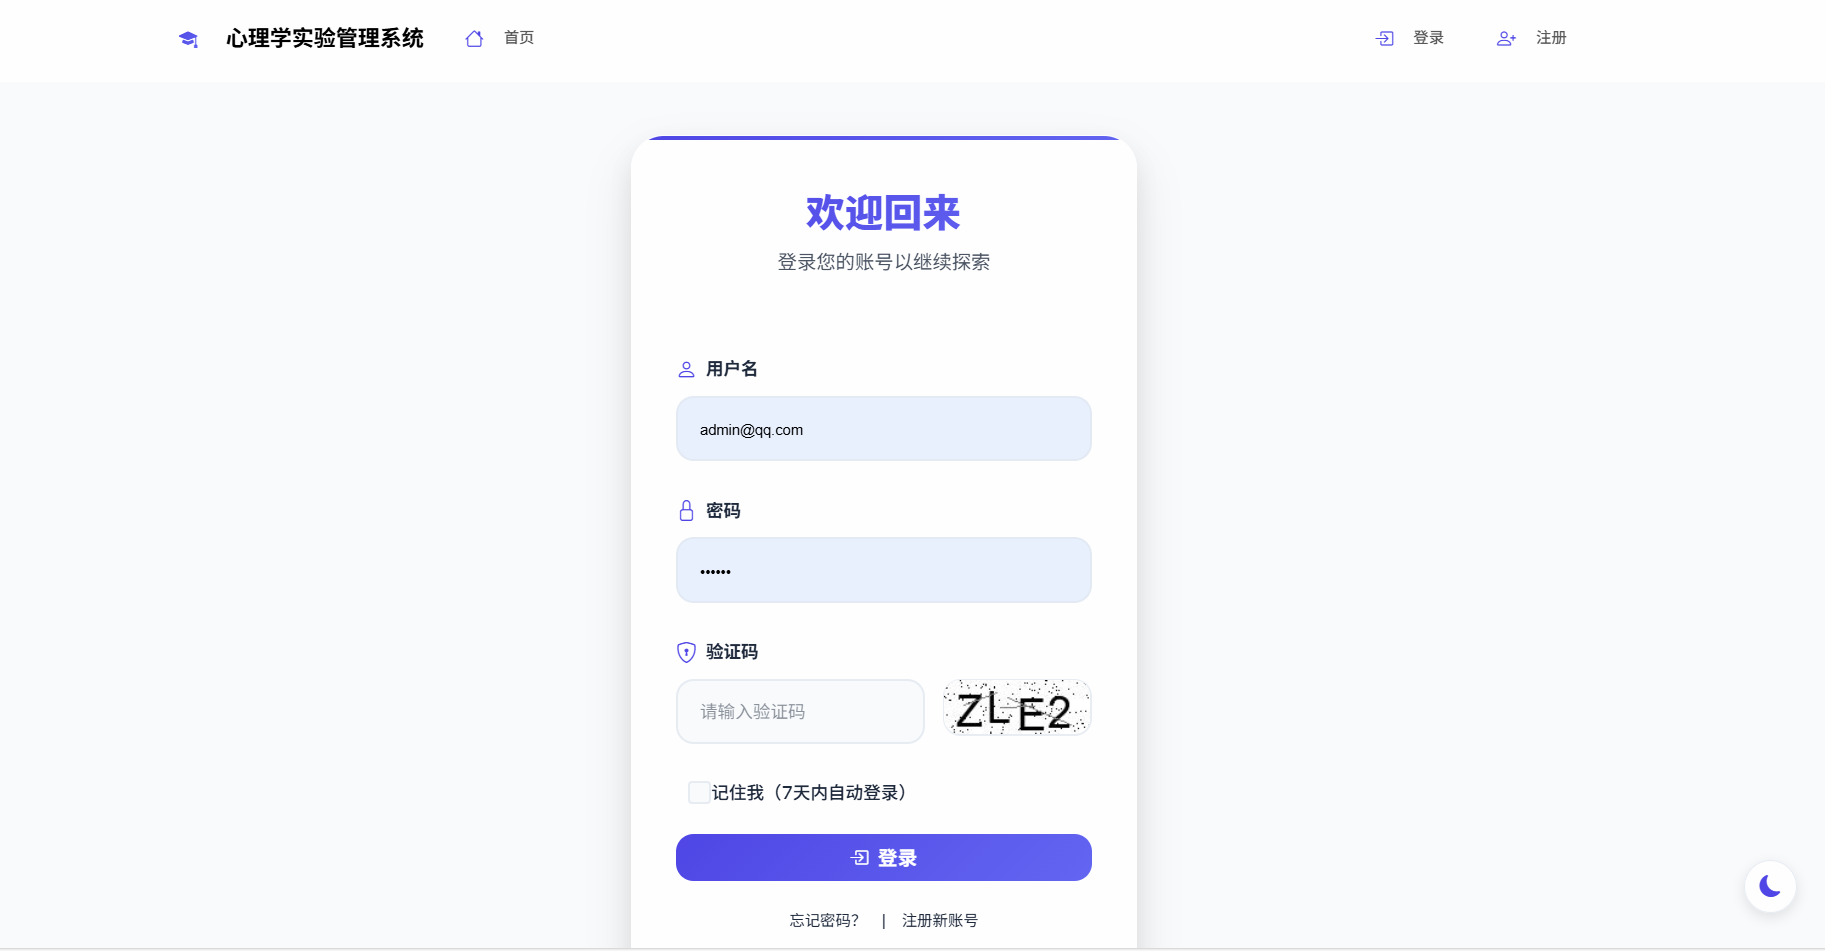 心理学实验管理系统 首页 登录 注册
欢迎回来
登录您的账号以继续探索
用户名
admin@qq.com
密码
••••••
验证码
请输入验证码 ZLE2
记住我（7天内自动登录）
登录
忘记密码? | 注册新账号